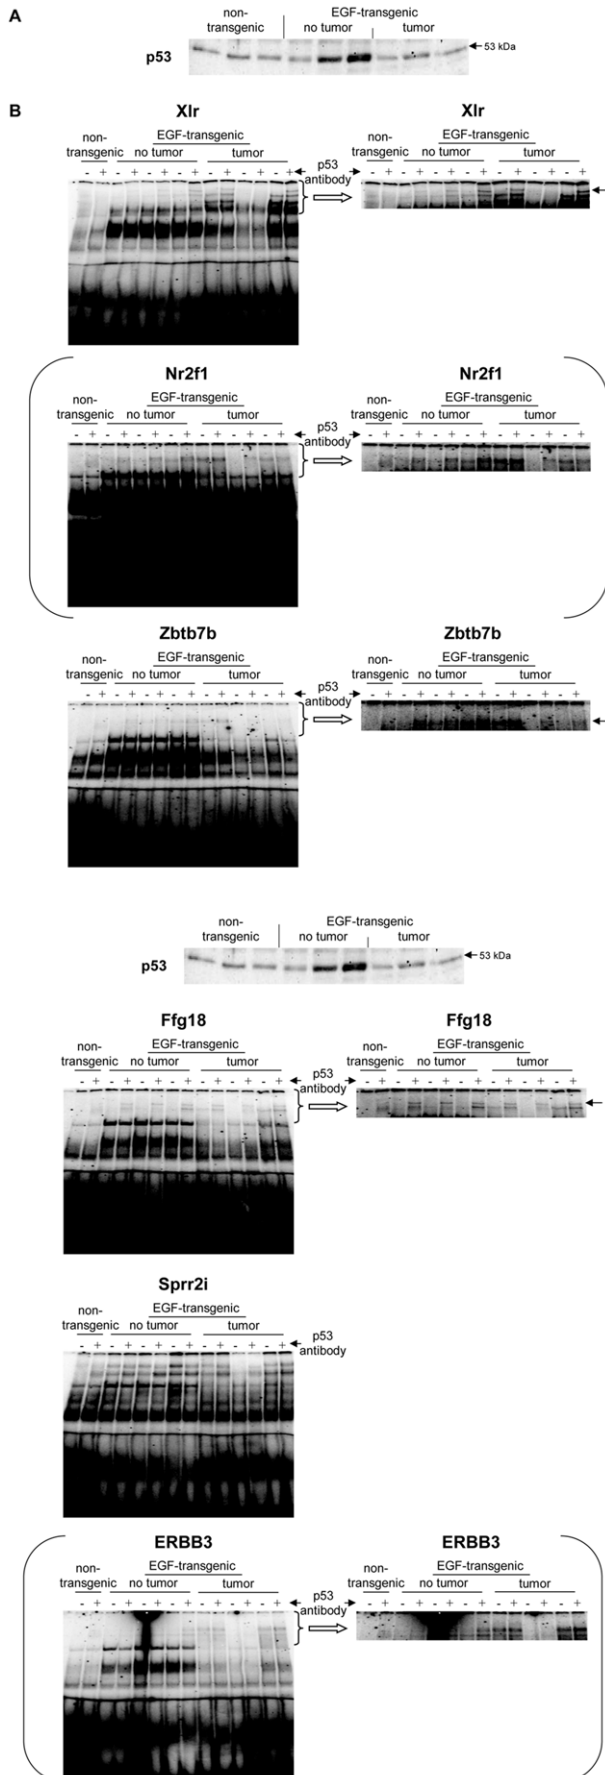 A
non-
transgenic
EGF-transgenic
no tumor
tumor
p53
53 kDa
B
Xlr
Xlr
non-
transgenic
EGF-transgenic
no tumor
tumor
p53
antibody
non-
transgenic
EGF-transgenic
no tumor
tumor
- + - + - + - + - + - + - +
- + - + - + - + - + - + - +
Nr2f1
Nr2f1
non-
transgenic
EGF-transgenic
no tumor
tumor
p53
antibody
non-
transgenic
EGF-transgenic
no tumor
tumor
- + - + - + - + - + - + - +
- + - + - + - + - + - + - +
Zbtb7b
Zbtb7b
non-
transgenic
EGF-transgenic
no tumor
tumor
p53
antibody
non-
transgenic
EGF-transgenic
no tumor
tumor
- + - + - + - + - + - + - +
- + - + - + - + - + - + - +
non-
transgenic
EGF-transgenic
no tumor
tumor
p53
53 kDa
Ffg18
Ffg18
non-
transgenic
EGF-transgenic
no tumor
tumor
p53
antibody
non-
transgenic
EGF-transgenic
no tumor
tumor
- + - + - + - + - + - + - +
- + - + - + - + - + - + - +
Sprr2i
non-
transgenic
EGF-transgenic
no tumor
tumor
p53
antibody
- + - + - + - + - + - + - +
ERBB3
ERBB3
non-
transgenic
EGF-transgenic
no tumor
tumor
p53
antibody
non-
transgenic
EGF-transgenic
no tumor
tumor
- + - + - + - + - + - + - +
- + - + - + - + - + - + - +